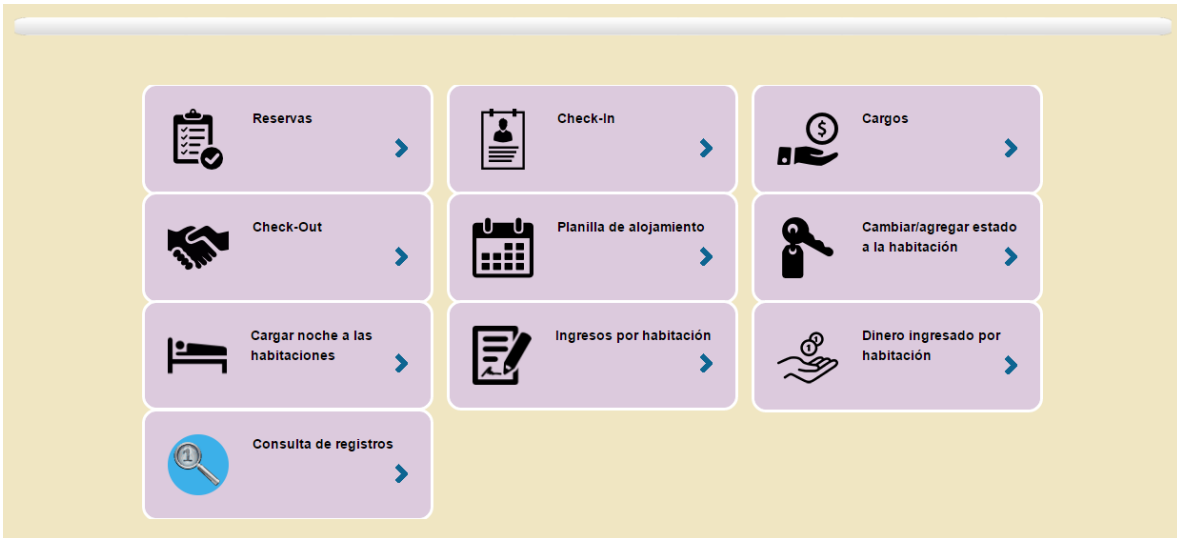 Reservas
Check-In
Cargos
Check-Out
Planilla de alojamiento
Cambiar/agregar estado
a la habitación
Cargar noche a las
habitaciones
Ingresos por habitación
Dinero ingresado por
habitación
Consulta de registros